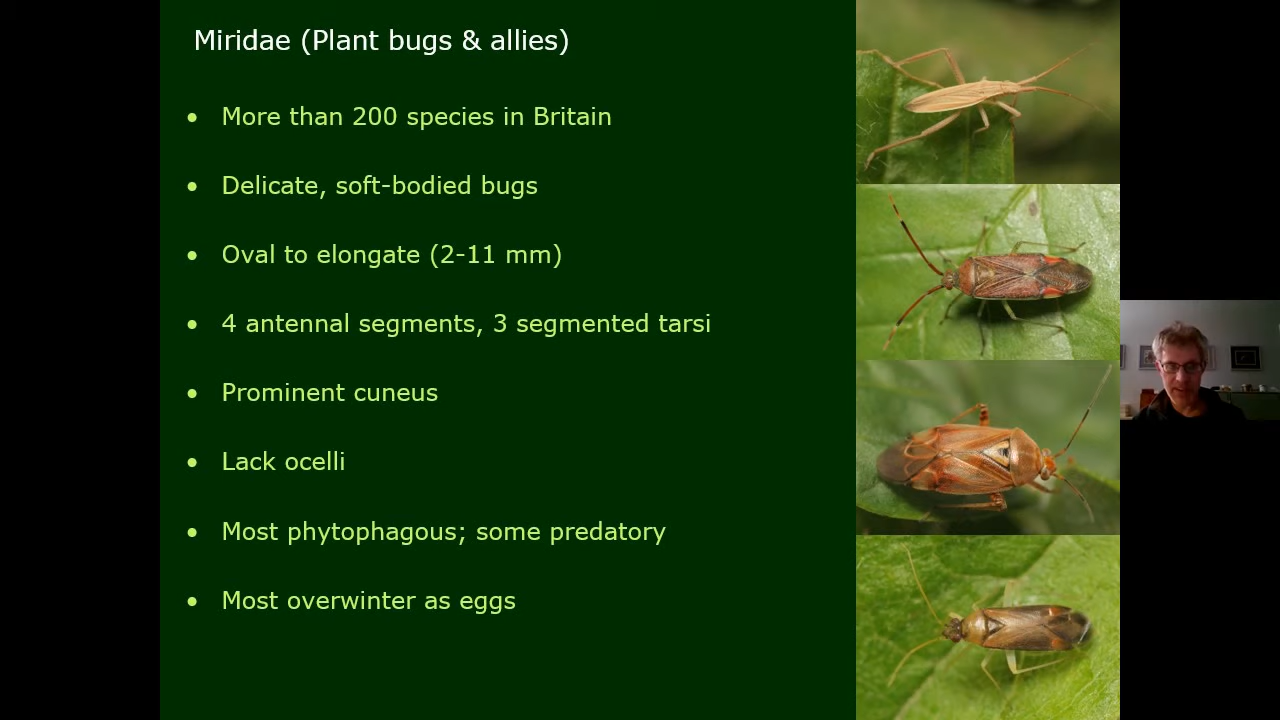 Miridae (Plant bugs & allies)
• More than 200 species in Britain
• Delicate, soft-bodied bugs
• Oval to elongate (2-11 mm)
• 4 antennal segments, 3 segmented tarsi
• Prominent cuneus
• Lack ocelli
• Most phytophagous; some predatory
• Most overwinter as eggs